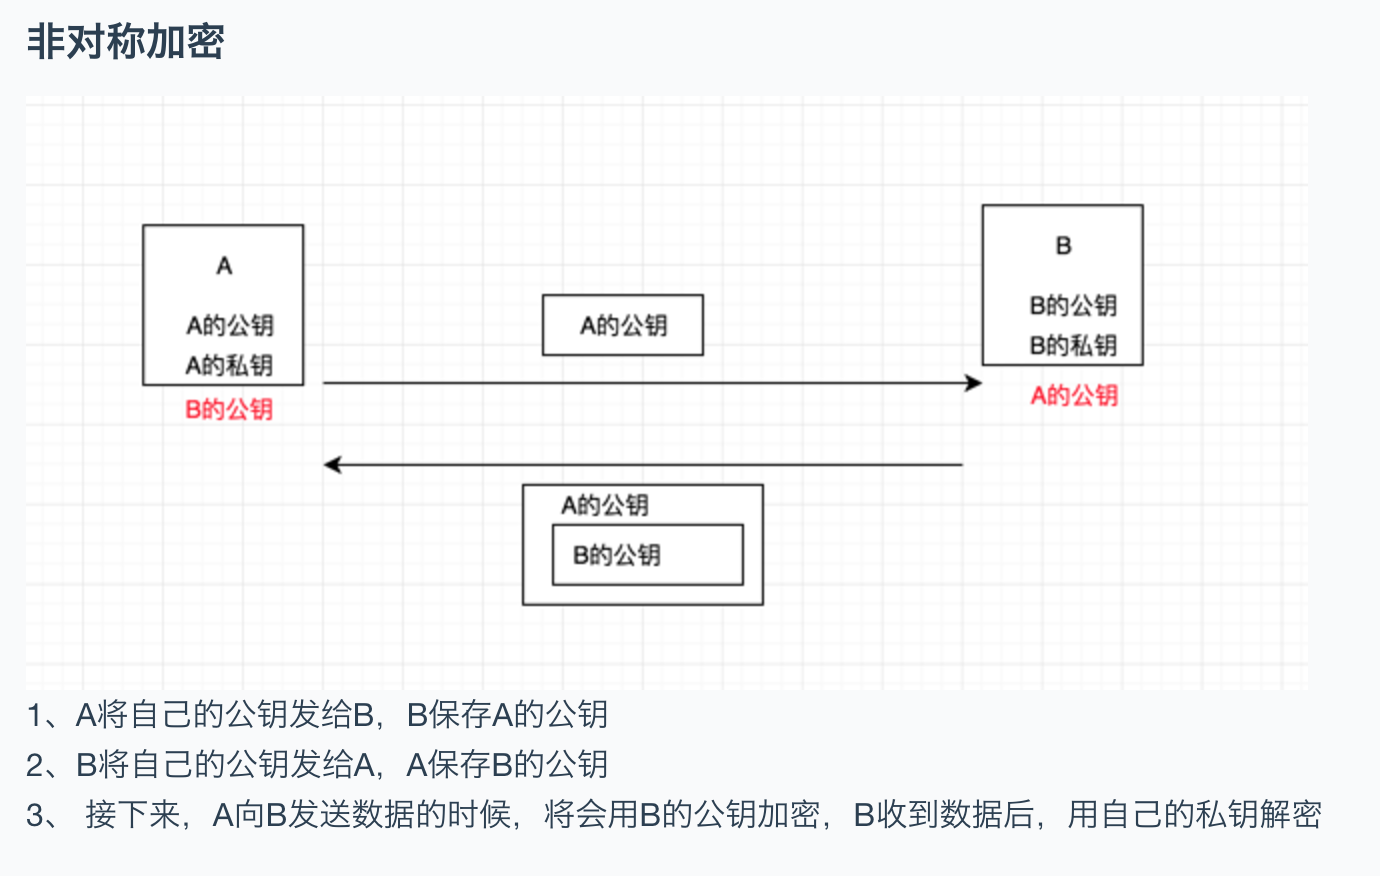 非对称加密
A
A的公钥
A的私钥
B的公钥
A的公钥
B
B的公钥
B的私钥
A的公钥
A的公钥
B的公钥
1、A将自己的公钥发给B，B保存A的公钥
2、B将自己的公钥发给A，A保存B的公钥
3、 接下来，A向B发送数据的时候，将会用B的公钥加密，B收到数据后，用自己的私钥解密